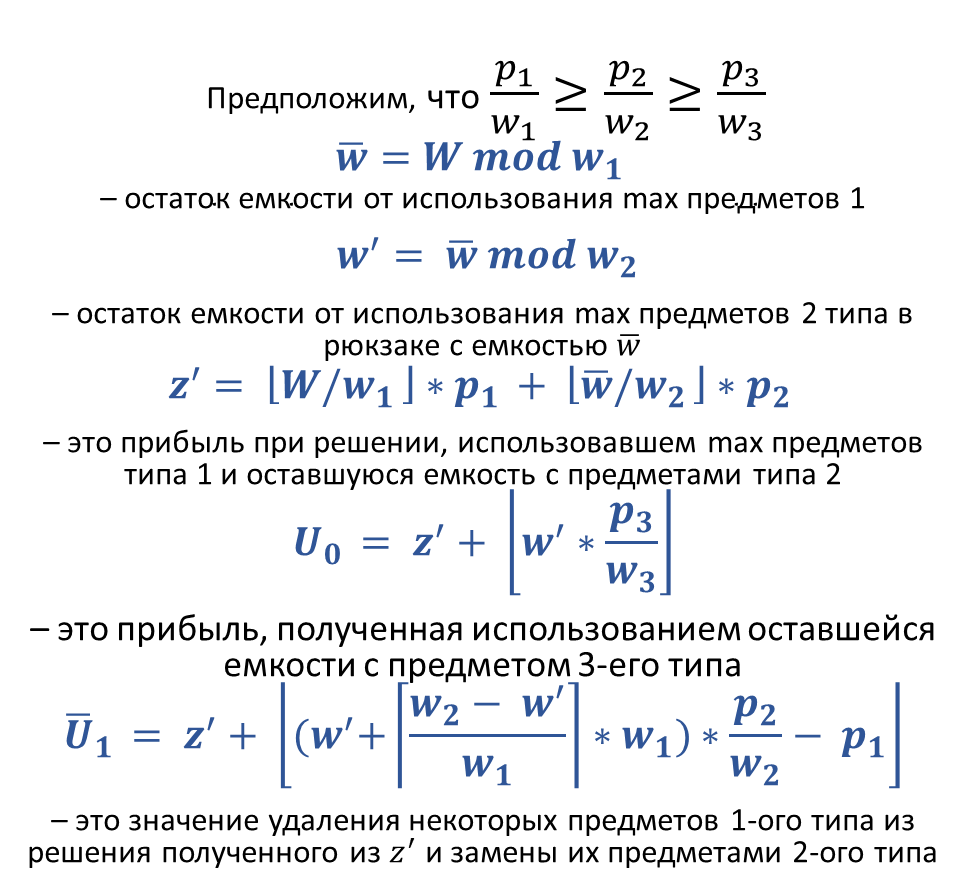 Предположим, что p₁/w₁ ≥ p₂/w₂ ≥ p₃/w₃
w̅ = W mod w₁
– остаток емкости от использования max предметов 1
w′ = w̅ mod w₂
– остаток емкости от использования max предметов 2 типа в
рюкзаке с емкостью w̅
z′ = ⌊W/w₁⌋ * p₁ + ⌊w̅/w₂⌋ * p₂
– это прибыль при решении, использовавшем max предметов
типа 1 и оставшуюся емкость с предметами типа 2
U₀ = z′ + ⌊w′ * p₃/w₃⌋
– это прибыль, полученная использованием оставшейся
емкости с предметом 3-его типа
U̅₁ = z′ + ⌊(w′ + ⌈(w₂ − w′)/w₁⌉ * w₁) * p₂/w₂ − p₁⌋
– это значение удаления некоторых предметов 1-ого типа из
решения полученного из z′ и замены их предметами 2-ого типа